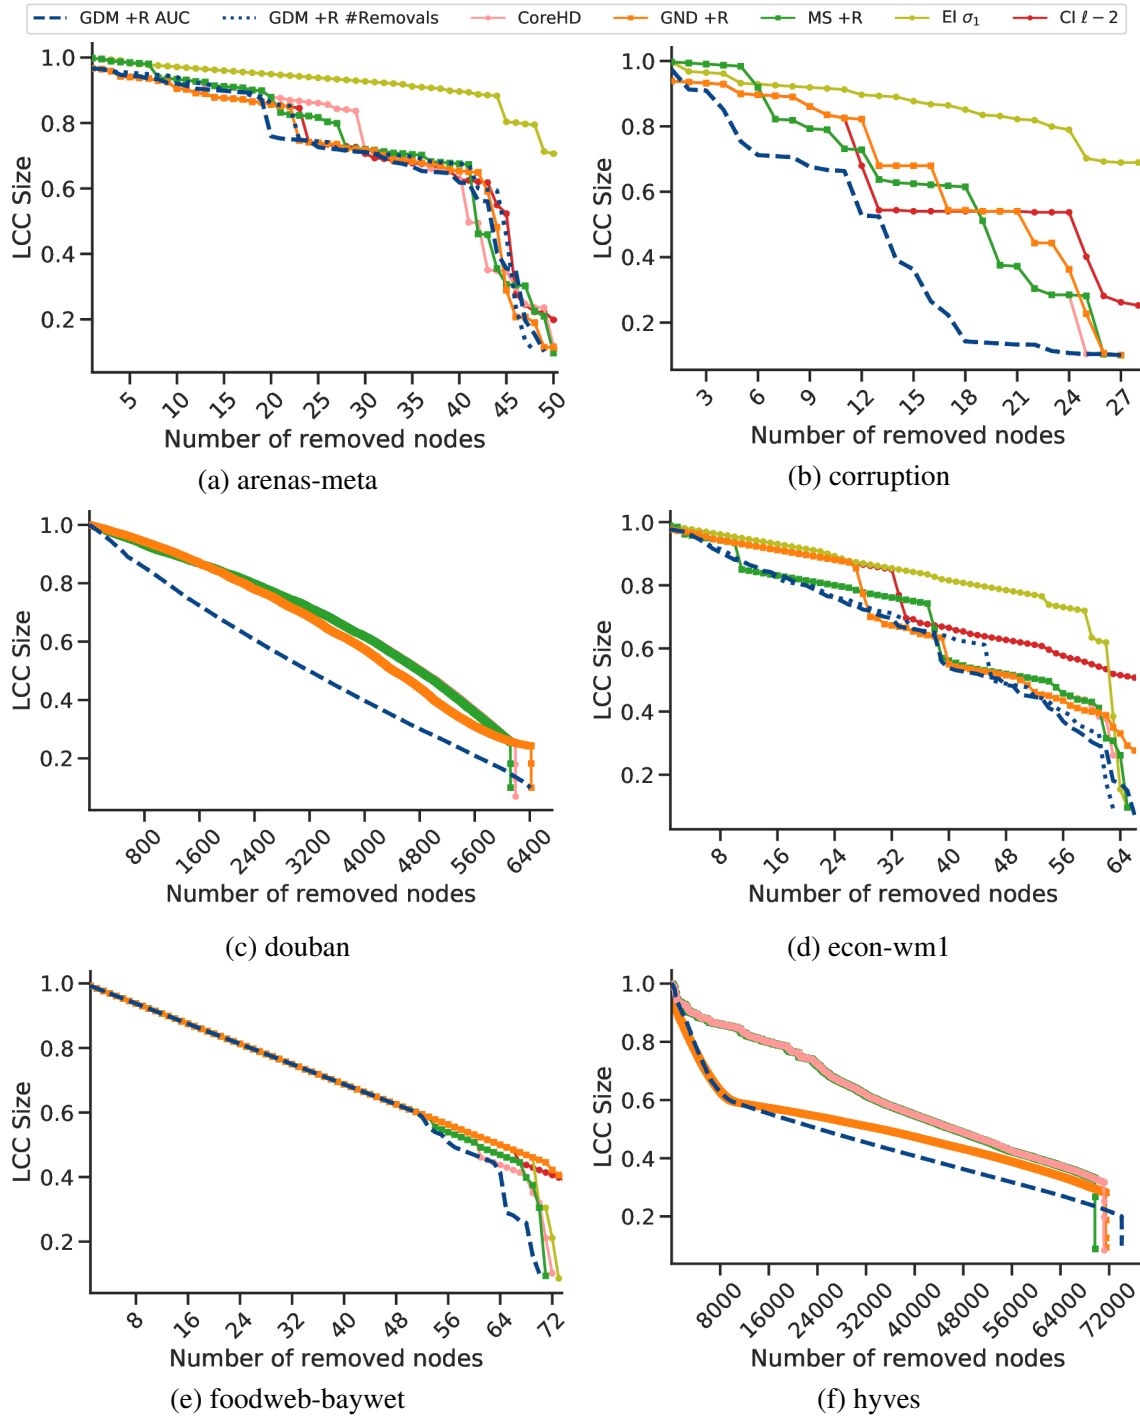 GDM +R AUC GDM +R #Removals CoreHD GND +R MS +R EI σ1 CI ℓ − 2
1.0
0.8
0.6
0.4
0.2
LCC Size
5 10 15 20 25 30 35 40 45 50
Number of removed nodes
(a) arenas-meta
1.0
0.8
0.6
0.4
0.2
LCC Size
3 6 9 12 15 18 21 24 27
Number of removed nodes
(b) corruption
1.0
0.8
0.6
0.4
0.2
LCC Size
800 1600 2400 3200 4000 4800 5600 6400
Number of removed nodes
(c) douban
1.0
0.8
0.6
0.4
0.2
LCC Size
8 16 24 32 40 48 56 64
Number of removed nodes
(d) econ-wm1
1.0
0.8
0.6
0.4
0.2
LCC Size
8 16 24 32 40 48 56 64 72
Number of removed nodes
(e) foodweb-baywet
1.0
0.8
0.6
0.4
0.2
LCC Size
8000 16000 24000 32000 40000 48000 56000 64000 72000
Number of removed nodes
(f) hyves